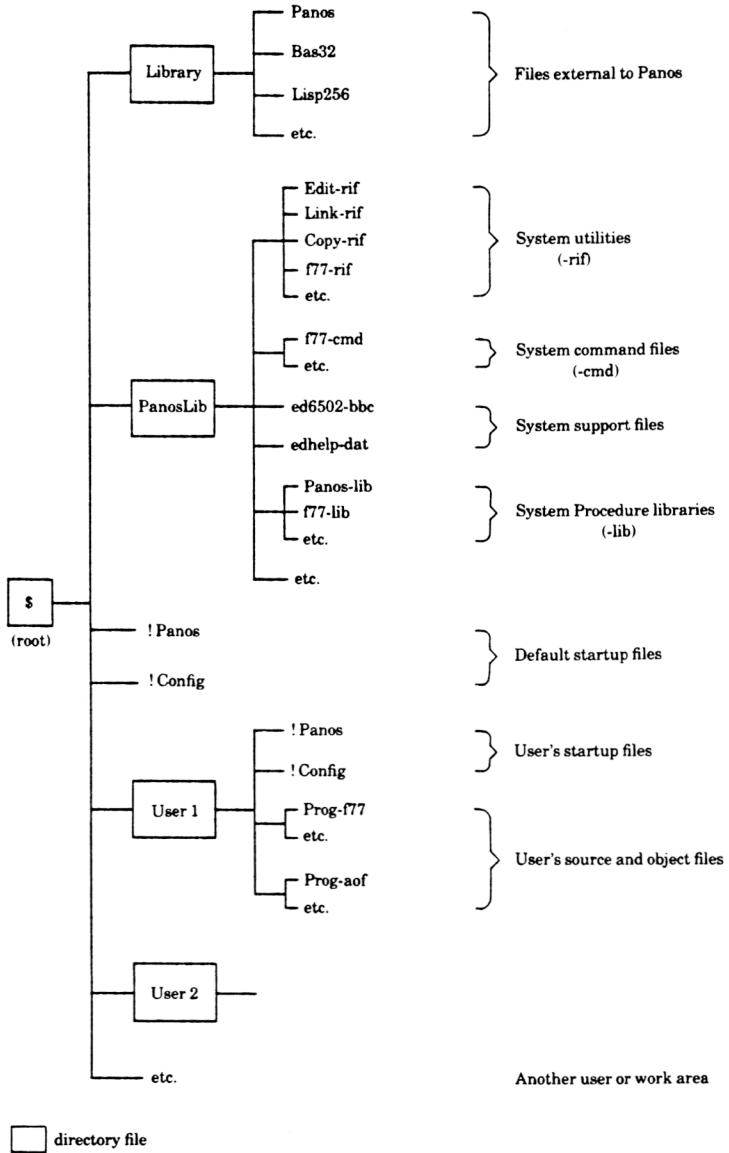 Panos
Library
Bas32
Files external to Panos
Lisp256
etc.
Edit-rif
Link-rif
Copy-rif
System utilities
(-rif)
f77-rif
etc.
f77-cmd
System command files
(-cmd)
etc.
PanosLib
ed6502-bbc
System support files
edhelp-dat
Panos-lib
f77-lib
System Procedure libraries
(-lib)
etc.
etc.
$
(root)
! Panos
Default startup files
! Config
! Panos
User's startup files
! Config
User 1
Prog-f77
etc.
User's source and object files
Prog-aof
etc.
User 2
etc.
Another user or work area
directory file